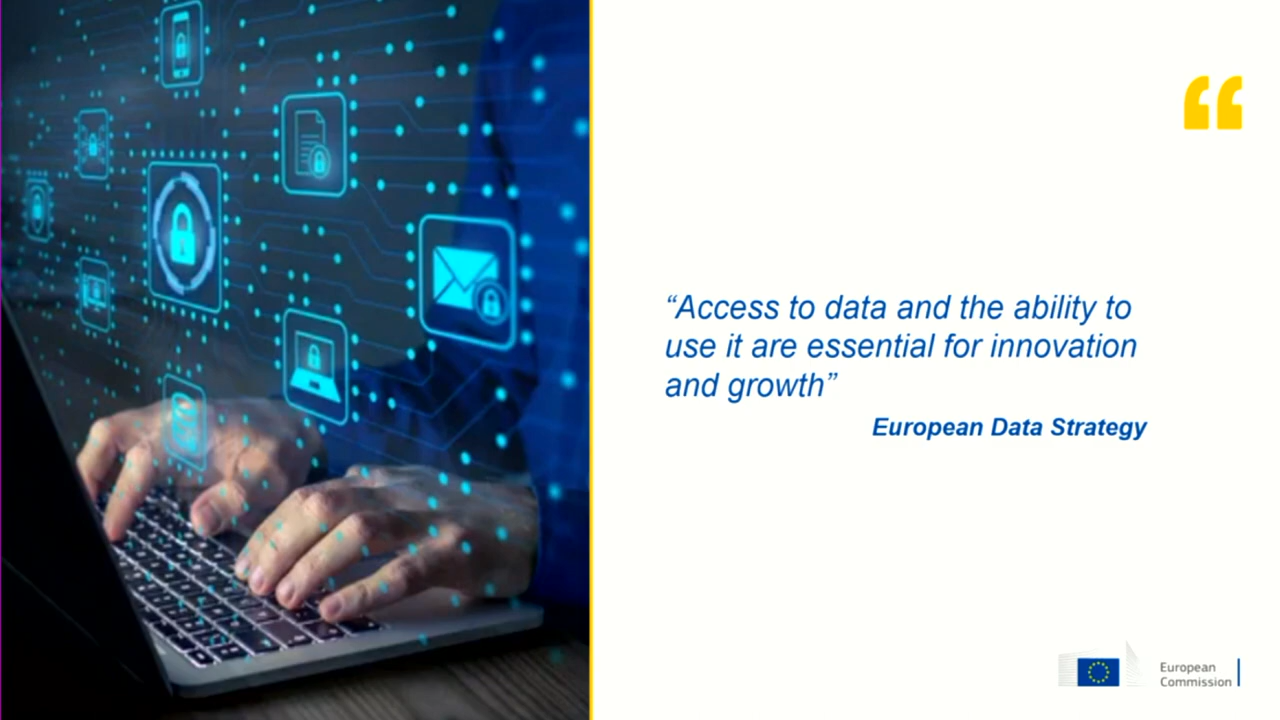 “Access to data and the ability to
use it are essential for innovation
and growth”
European Data Strategy
European
Commission